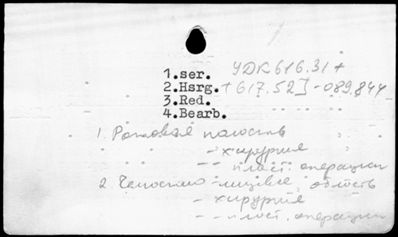 1.ser. УДК 616.31+
2.Hsrg. +617.52]-089.844
3.Red.
4.Bearb.
1. Ротовая полость
-- хирургия
-- пласт. операции
2. Челюстно-лицевая область
-- хирургия
-- пласт. операции